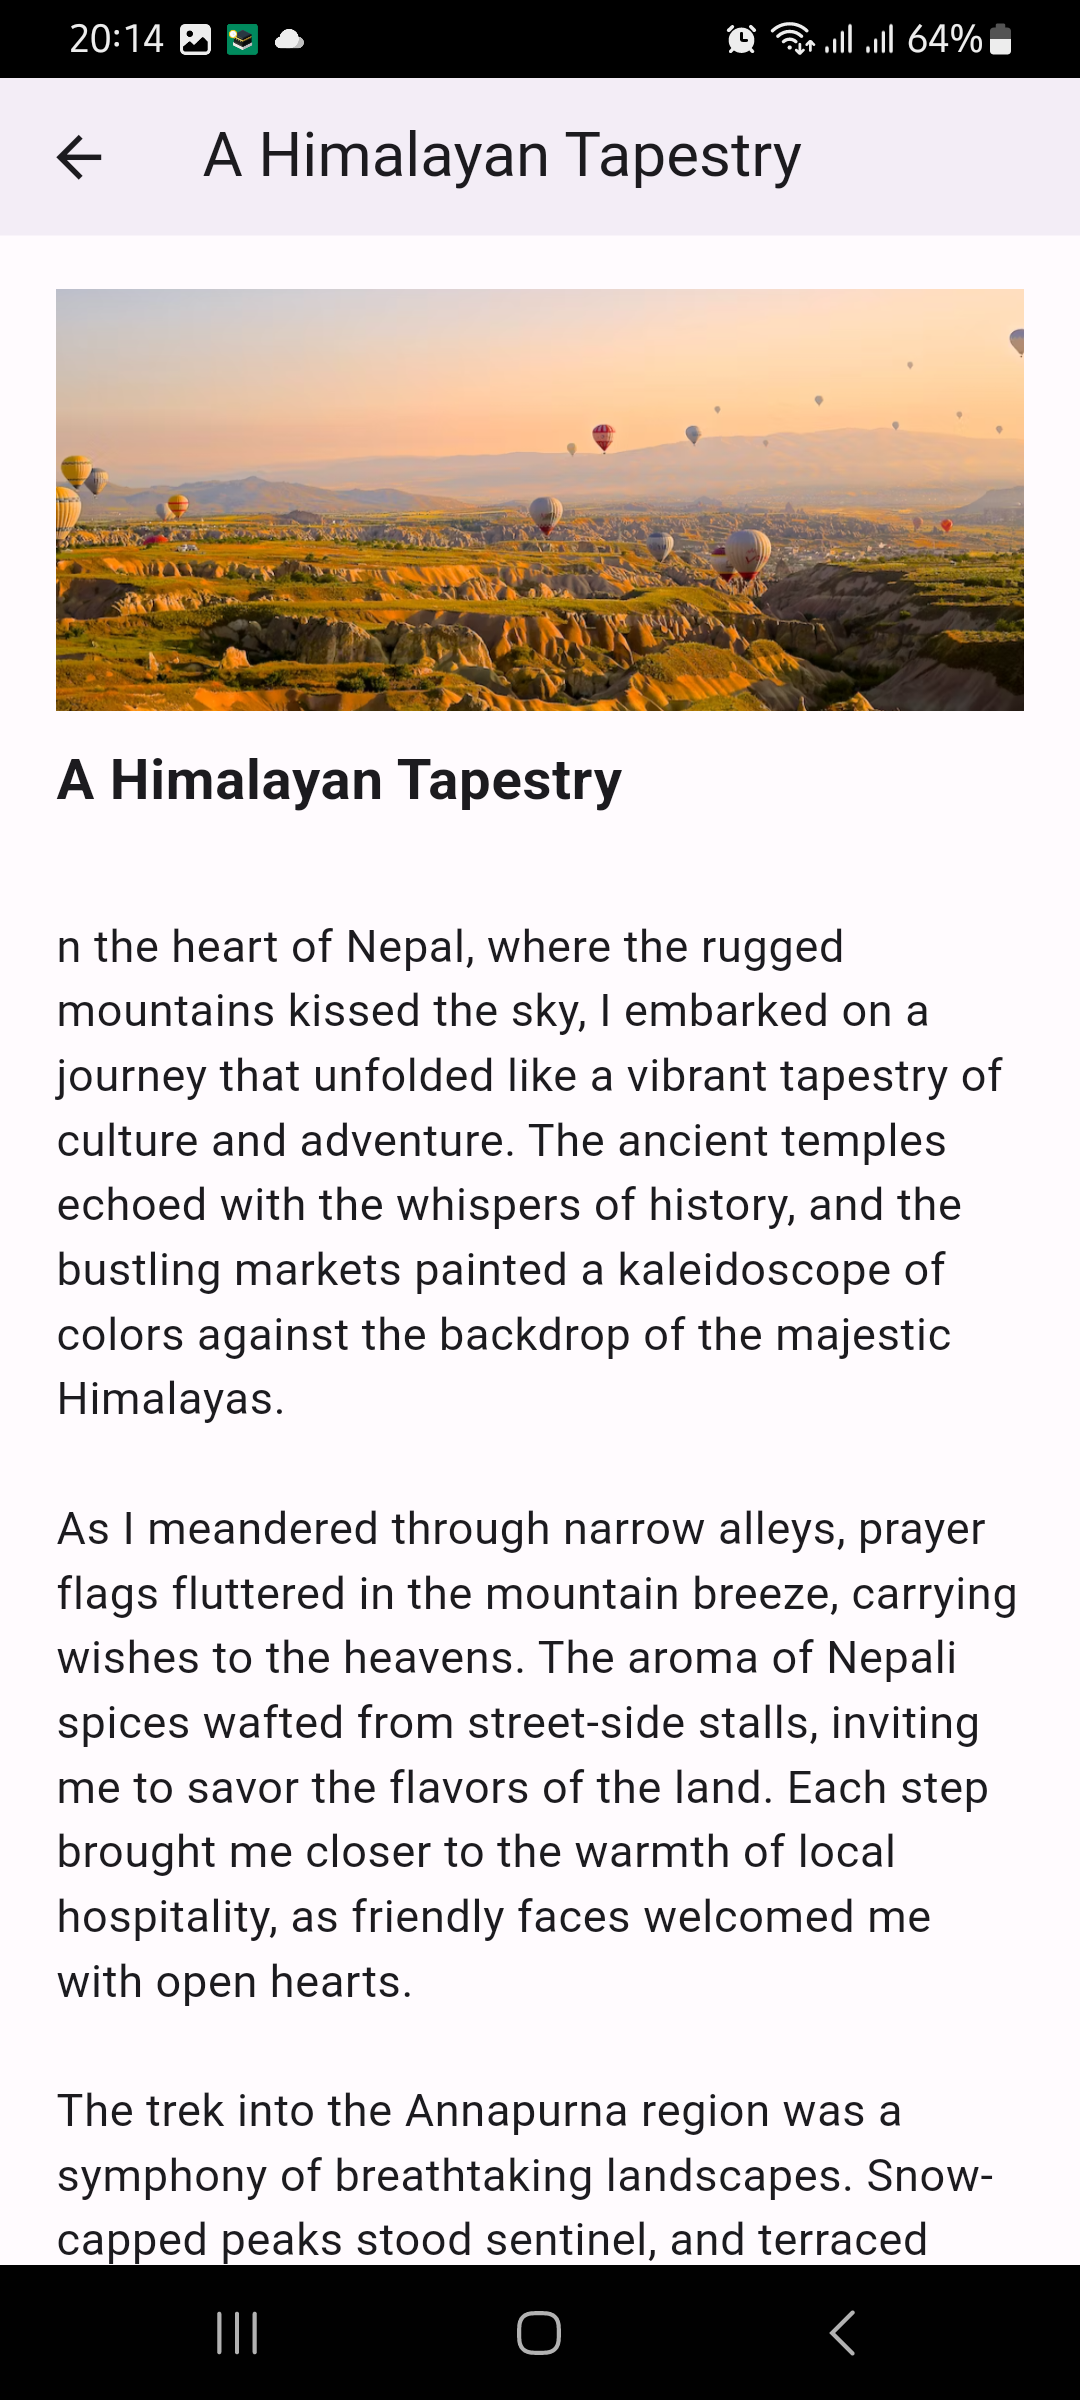 20:14
64%
A Himalayan Tapestry
A Himalayan Tapestry
n the heart of Nepal, where the rugged
mountains kissed the sky, I embarked on a
journey that unfolded like a vibrant tapestry of
culture and adventure. The ancient temples
echoed with the whispers of history, and the
bustling markets painted a kaleidoscope of
colors against the backdrop of the majestic
Himalayas.
As I meandered through narrow alleys, prayer
flags fluttered in the mountain breeze, carrying
wishes to the heavens. The aroma of Nepali
spices wafted from street-side stalls, inviting
me to savor the flavors of the land. Each step
brought me closer to the warmth of local
hospitality, as friendly faces welcomed me
with open hearts.
The trek into the Annapurna region was a
symphony of breathtaking landscapes. Snow-
capped peaks stood sentinel, and terraced